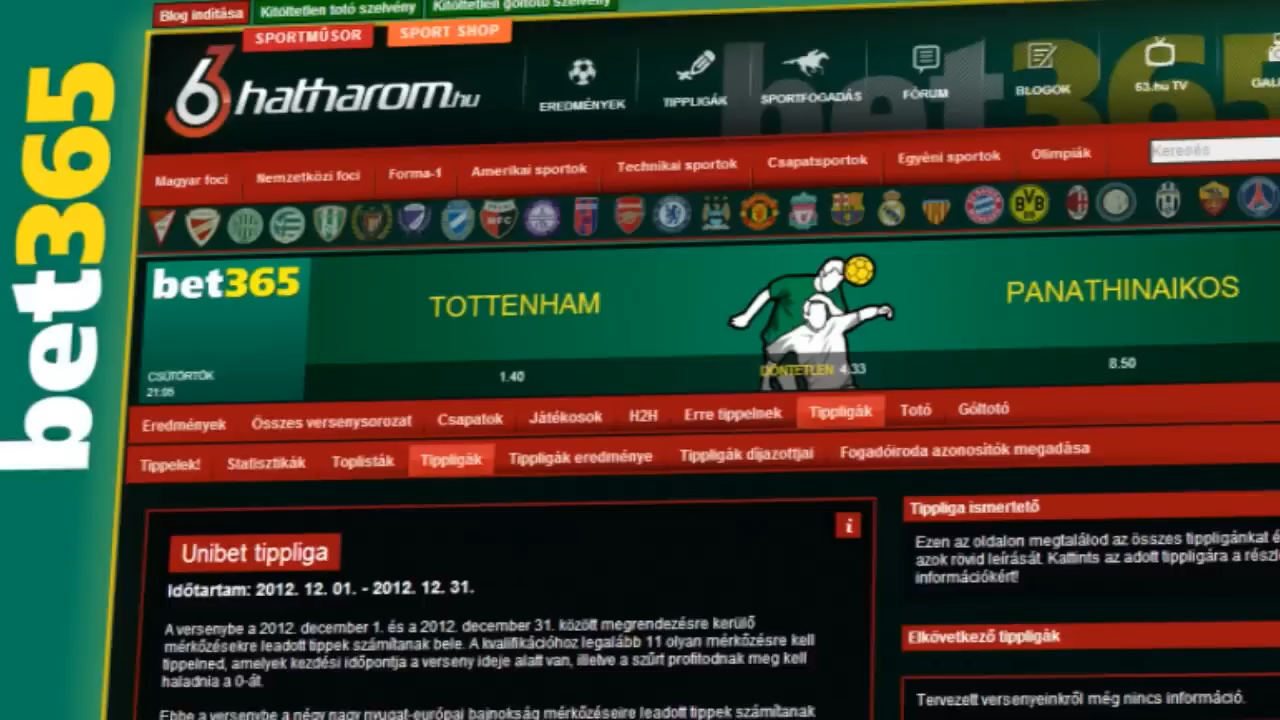 Blog indítása
Kitöltetlen totó szelvény
Kitöltetlen góltotó szelvény
SPORTMŰSOR
SPORT SHOP
63
hatharom.hu
EREDMÉNYEK
TIPPLIGÁK
SPORTFOGADÁS
FÓRUM
BLOGOK
63.hu TV
bet365
bet365
Magyar foci
Nemzetközi foci
Forma-1
Amerikai sportok
Technikai sportok
Csapatsportok
Egyéni sportok
Olimpiák
Keresés
bet365
TOTTENHAM
PANATHINAIKOS
CSÜTÖRTÖK
21:05
1.40
DÖNTETLEN 4.33
8.50
Eredmények
Összes versenysorozat
Csapatok
Játékosok
H2H
Erre tippelnek
Tippligák
Totó
Góltotó
Tippelek!
Statisztikák
Toplisták
Tippligák
Tippligák eredménye
Tippligák díjazottjai
Fogadóiroda azonosítók megadása
Unibet tippliga
i
Időtartam: 2012. 12. 01. - 2012. 12. 31.
A versenybe a 2012. december 1. és a 2012. december 31. között megrendezésre kerülő
mérkőzésekre leadott tippek számítanak bele. A kvalifikációhoz legalább 11 olyan mérkőzésre kell
tippelned, amelyek kezdési időpontja a verseny ideje alatt van, illetve a szűrt profitodnak meg kell
haladnia a 0-át.
Ebbe a versenybe a négy nagy nyugat-európai bajnokság mérkőzéseire leadott tippek számítanak
Tippliga ismertető
Ezen az oldalon megtalálod az összes tippligánkat é
azok rövid leírását. Kattints az adott tippligára a rész
információkért!
Elkövetkező tippligák
Tervezett versenyeinkről még nincs információ.